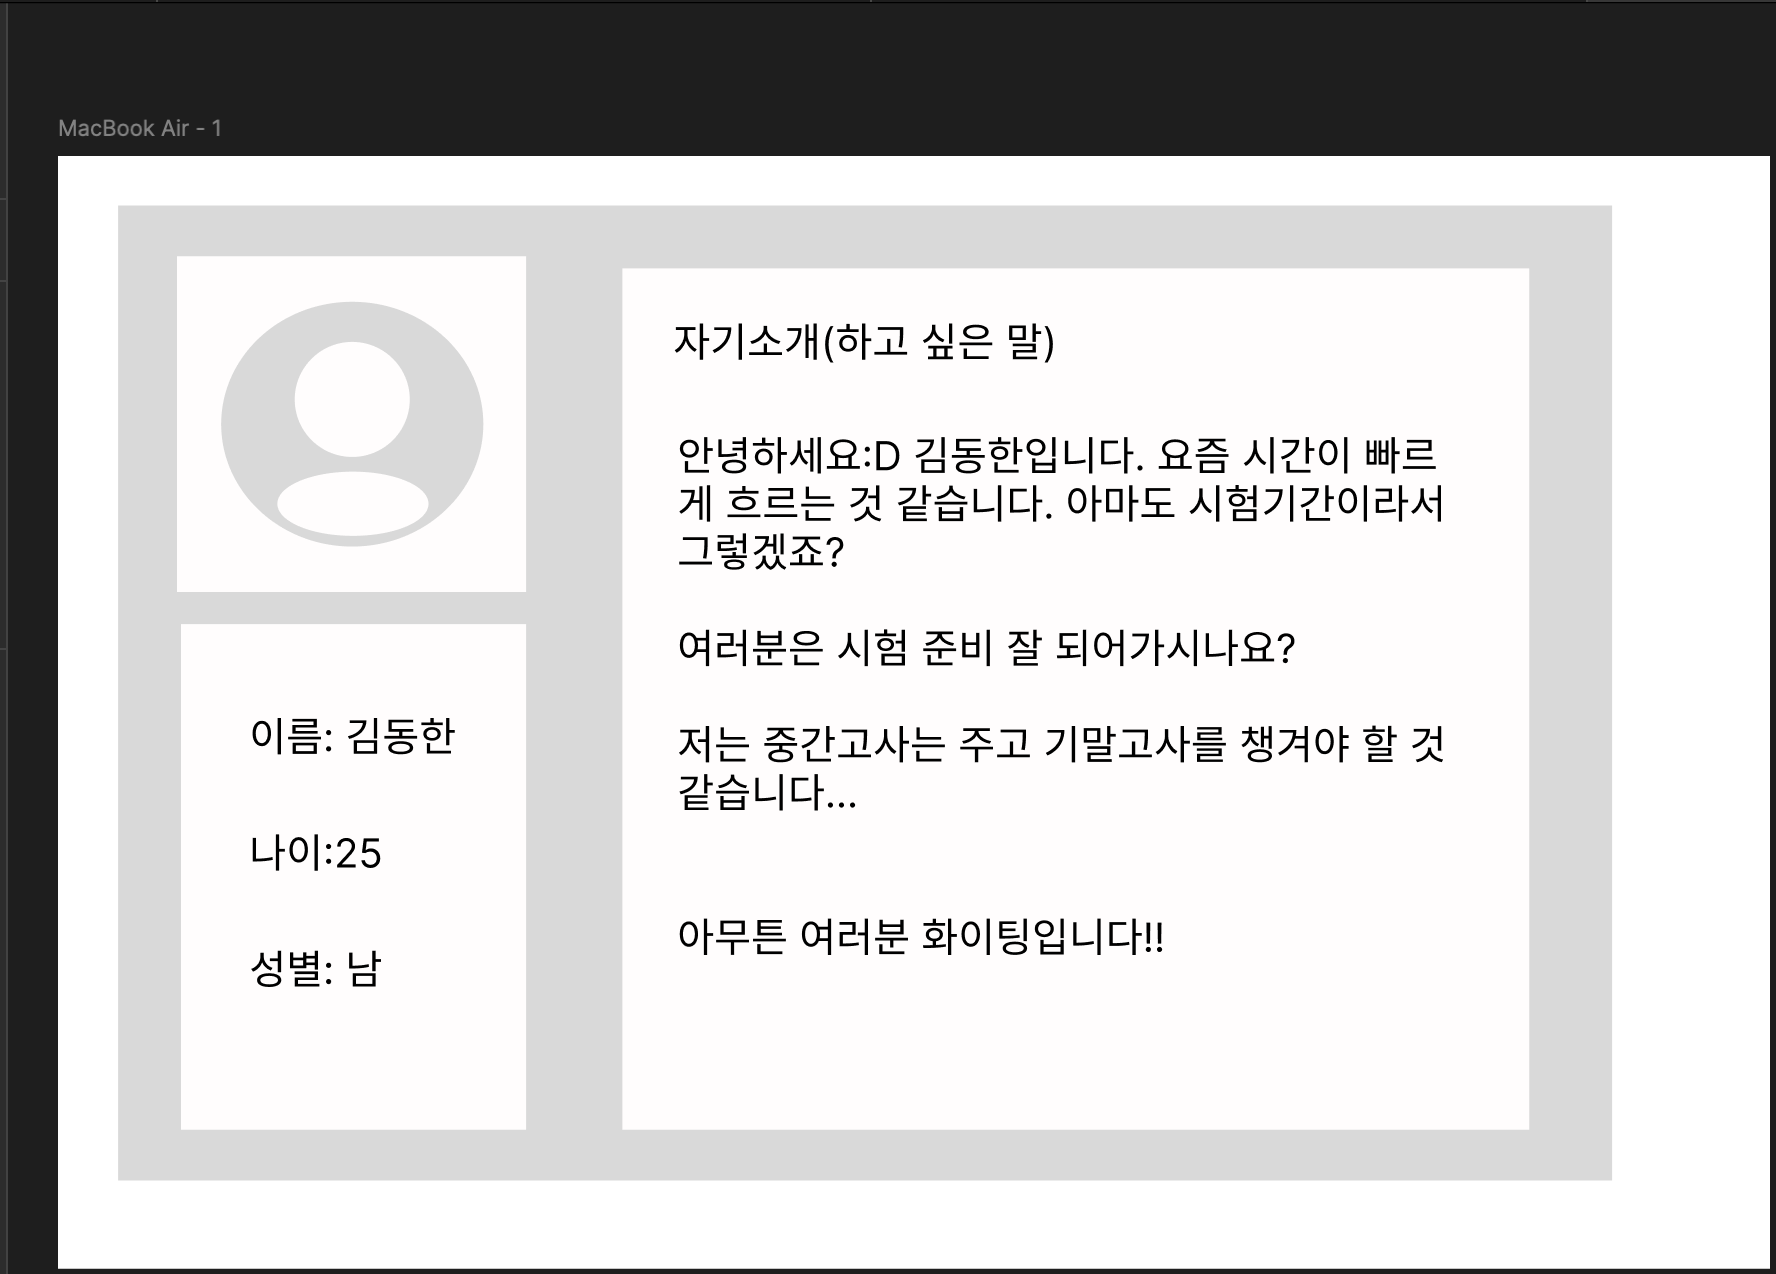 MacBook Air - 1
이름: 김동한
나이:25
성별: 남
자기소개(하고 싶은 말)
안녕하세요:D 김동한입니다. 요즘 시간이 빠르
게 흐르는 것 같습니다. 아마도 시험기간이라서
그렇겠죠?
여러분은 시험 준비 잘 되어가시나요?
저는 중간고사는 주고 기말고사를 챙겨야 할 것
같습니다...
아무튼 여러분 화이팅입니다!!